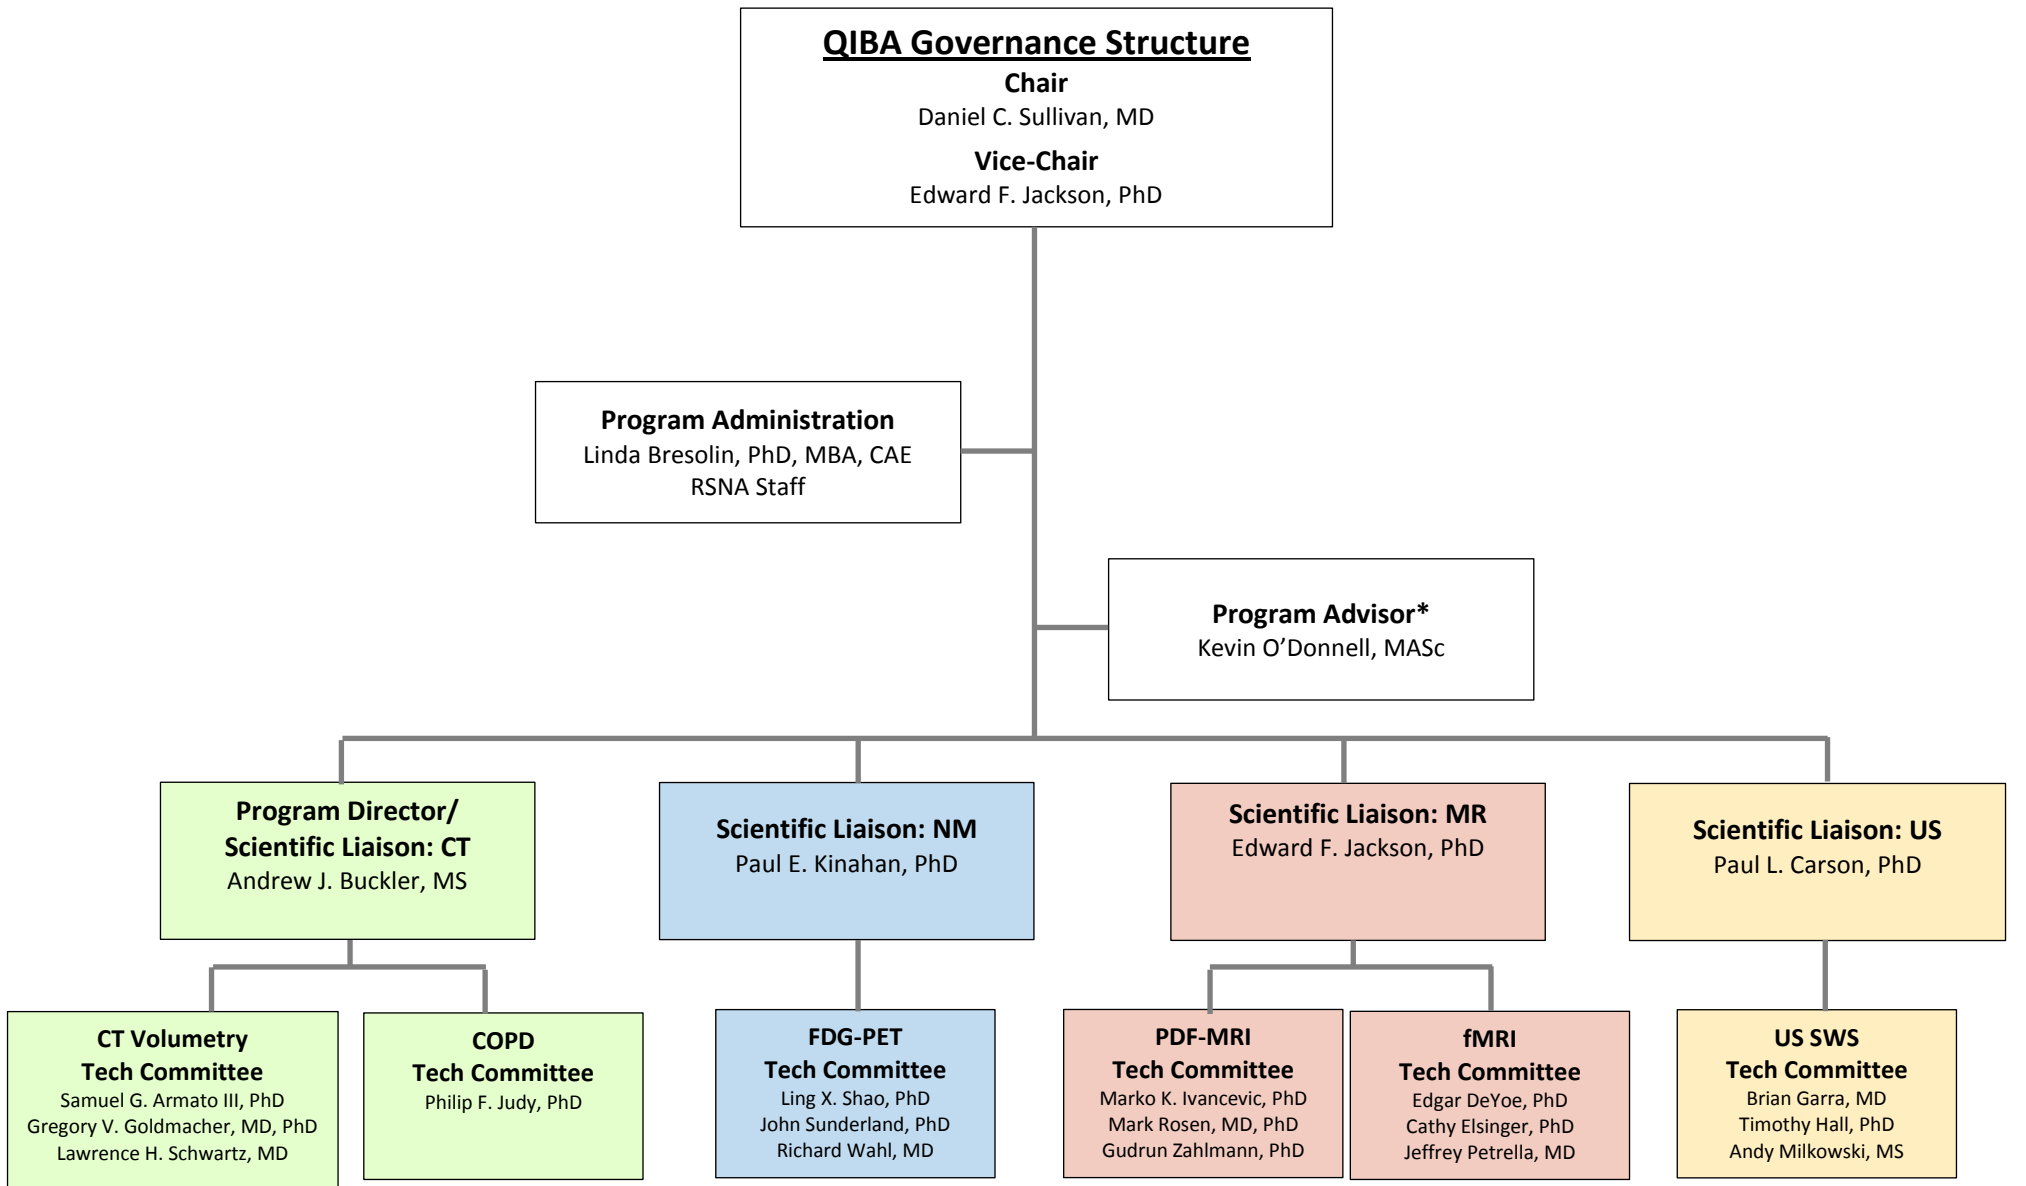 QIBA Governance Structure
Chair
Daniel C. Sullivan, MD
Vice-Chair
Edward F. Jackson, PhD
Program Administration
Linda Bresolin, PhD, MBA, CAE
RSNA Staff
Program Advisor*
Kevin O’Donnell, MASc
Program Director/
Scientific Liaison: CT
Andrew J. Buckler, MS
Scientific Liaison: NM
Paul E. Kinahan, PhD
Scientific Liaison: MR
Edward F. Jackson, PhD
Scientific Liaison: US
Paul L. Carson, PhD
CT Volumetry
Tech Committee
Samuel G. Armato III, PhD
Gregory V. Goldmacher, MD, PhD
Lawrence H. Schwartz, MD
COPD
Tech Committee
Philip F. Judy, PhD
FDG-PET
Tech Committee
Ling X. Shao, PhD
John Sunderland, PhD
Richard Wahl, MD
PDF-MRI
Tech Committee
Marko K. Ivancevic, PhD
Mark Rosen, MD, PhD
Gudrun Zahlmann, PhD
fMRI
Tech Committee
Edgar DeYoe, PhD
Cathy Elsinger, PhD
Jeffrey Petrella, MD
US SWS
Tech Committee
Brian Garra, MD
Timothy Hall, PhD
Andy Milkowski, MS